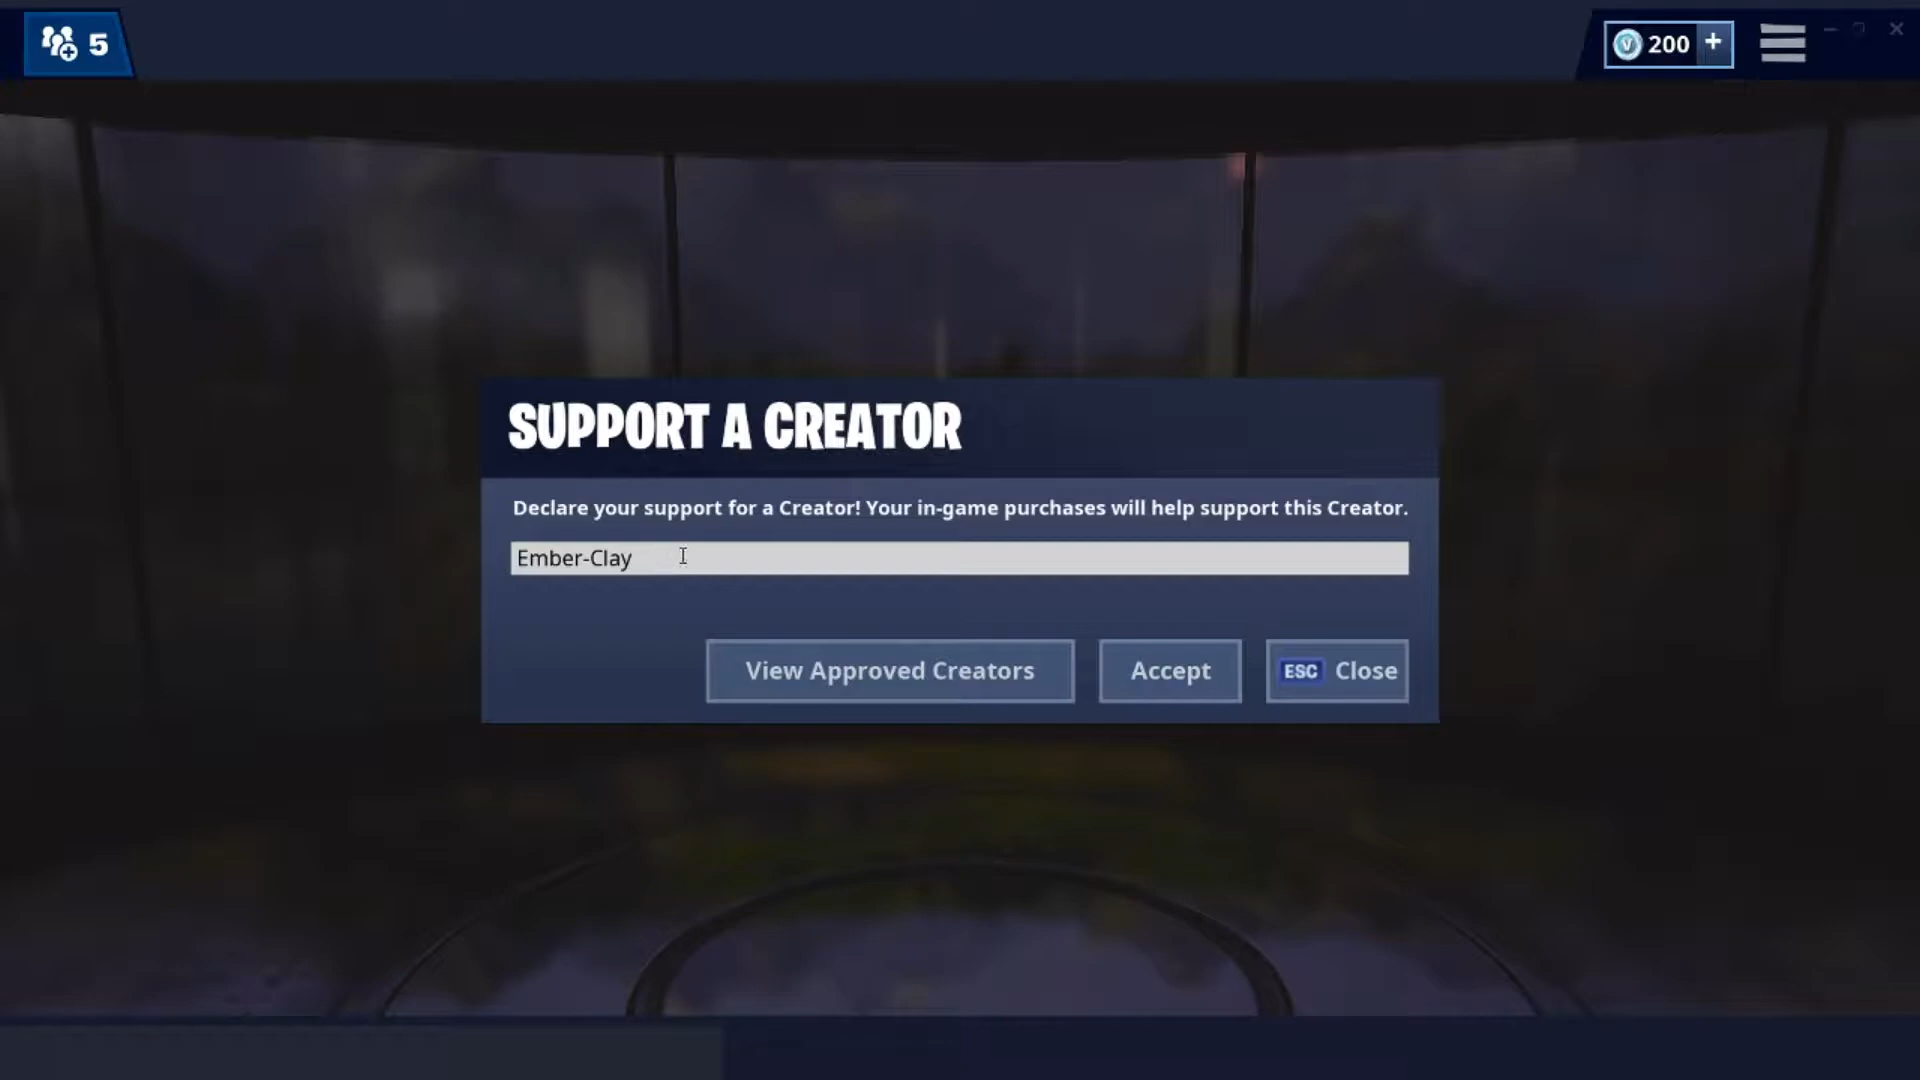 5
200 +
SUPPORT A CREATOR
Declare your support for a Creator! Your in-game purchases will help support this Creator.
Ember-Clay
View Approved Creators
Accept
ESC Close